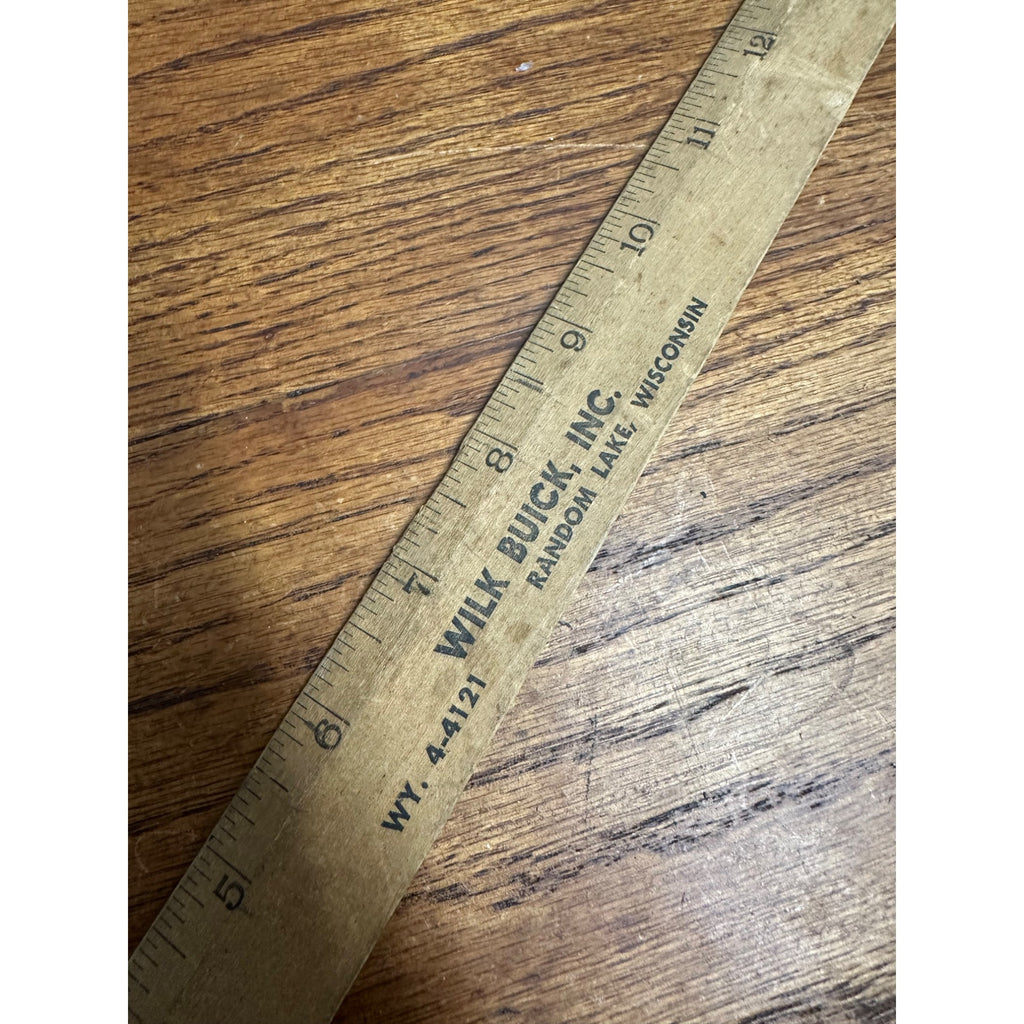 5 6 7 8 9 10 11 12
WY. 4-4121 WILK BUICK, INC.
RANDOM LAKE, WISCONSIN